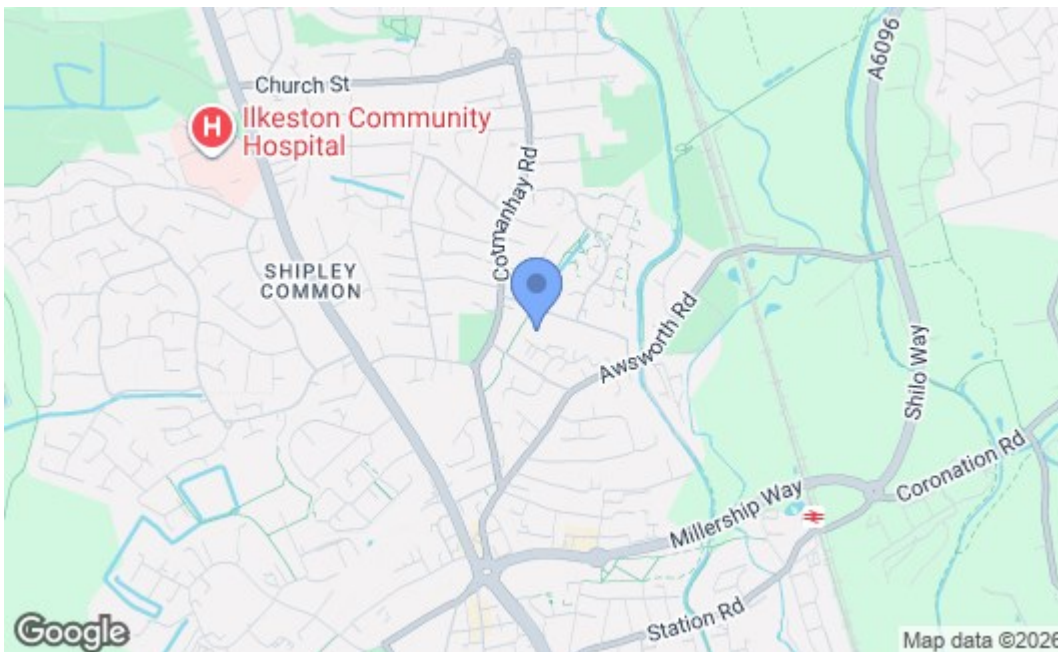 A6096
Church St
H
Ilkeston Community
Hospital
Cotmanhay Rd
SHIPLEY
COMMON
Awsworth Rd
Shilo Way
Coronation Rd
Millership Way
Station Rd
Google
Map data ©2026